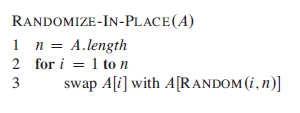 RANDOMIZE-IN-PLACE(A)
1 n = A.length
2 for i = 1 to n
3 swap A[i] with A[RANDOM(i, n)]